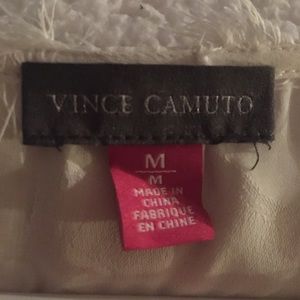 VINCE CAMUTO
M
M
MADE IN
CHINA
FABRIQUE
EN CHINE